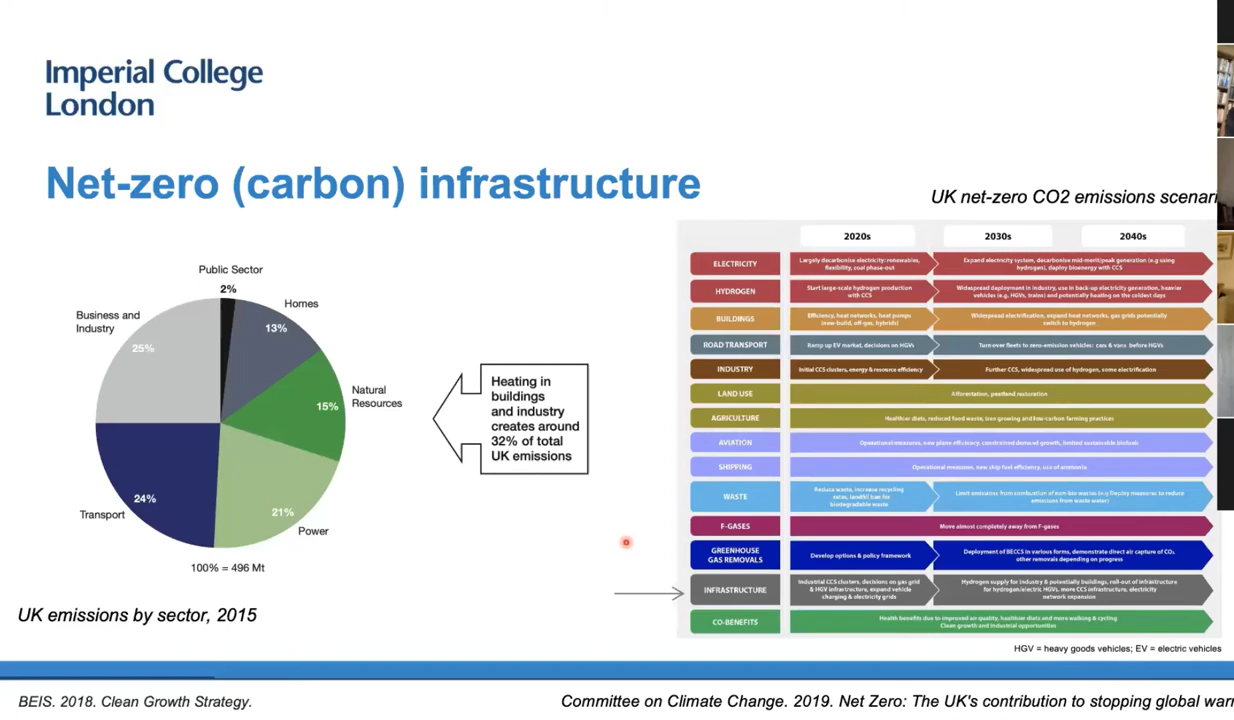 Imperial College
London
Net-zero (carbon) infrastructure
Public Sector
2%
Homes
13%
Business and
Industry
25%
Natural
Resources
15%
Transport
24%
Power
21%
100% = 496 Mt
UK emissions by sector, 2015
Heating in
buildings
and industry
creates around
32% of total
UK emissions
UK net-zero CO2 emissions scenari
2020s
2030s
2040s
ELECTRICITY
Largely decarbonise electricity: renewables,
flexibility, coal phase-out
Expand electricity system, decarbonise mid-merit/peak generation (e.g using
hydrogen), deploy bioenergy with CCS
HYDROGEN
Start large-scale hydrogen production
with CCS
Widespread deployment in industry, use in back-up electricity generation, heavier
vehicles (e.g. HGVs, trains) and potentially heating on the coldest days
BUILDINGS
Efficiency, heat networks, heat pumps
(new-build, off-gas, hybrids)
Widespread electrification, expand heat networks, gas grids potentially
switch to hydrogen
ROAD TRANSPORT
Ramp up EV market, decisions on HGVs
Turn over fleets to zero-emission vehicles: cars & vans before HGVs
INDUSTRY
Initial CCS clusters, energy & resource efficiency
Further CCS, widespread use of hydrogen, some electrification
LAND USE
Afforestation, peatland restoration
AGRICULTURE
Healthier diets, reduced food waste, tree growing and low-carbon farming practices
AVIATION
Operational measures, new plane efficiency, constrained demand growth, limited sustainable biofuels
SHIPPING
Operational measures, new ship fuel efficiency, use of ammonia
WASTE
Reduce waste, increase recycling
rates, landfill ban for
biodegradable waste
Limit emissions from combustion of non-bio wastes (e.g Deploy measures to reduce
emissions from waste water)
F-GASES
Move almost completely away from F-gases
GREENHOUSE
GAS REMOVALS
Develop options & policy framework
Deployment of BECCS in various forms, demonstrate direct air capture of CO₂,
other removals depending on progress
INFRASTRUCTURE
Industrial CCS clusters, decisions on gas grid
& HGV infrastructure, expand vehicle
charging & electricity grids
Hydrogen supply for industry & potentially buildings, roll-out of infrastructure
for hydrogen/electric HGVs, more CCS infrastructure, electricity
network expansion
CO-BENEFITS
Health benefits due to improved air quality, healthier diets and more walking & cycling
Clean growth and industrial opportunities
HGV = heavy goods vehicles; EV = electric vehicles
BEIS. 2018. Clean Growth Strategy.
Committee on Climate Change. 2019. Net Zero: The UK's contribution to stopping global warr